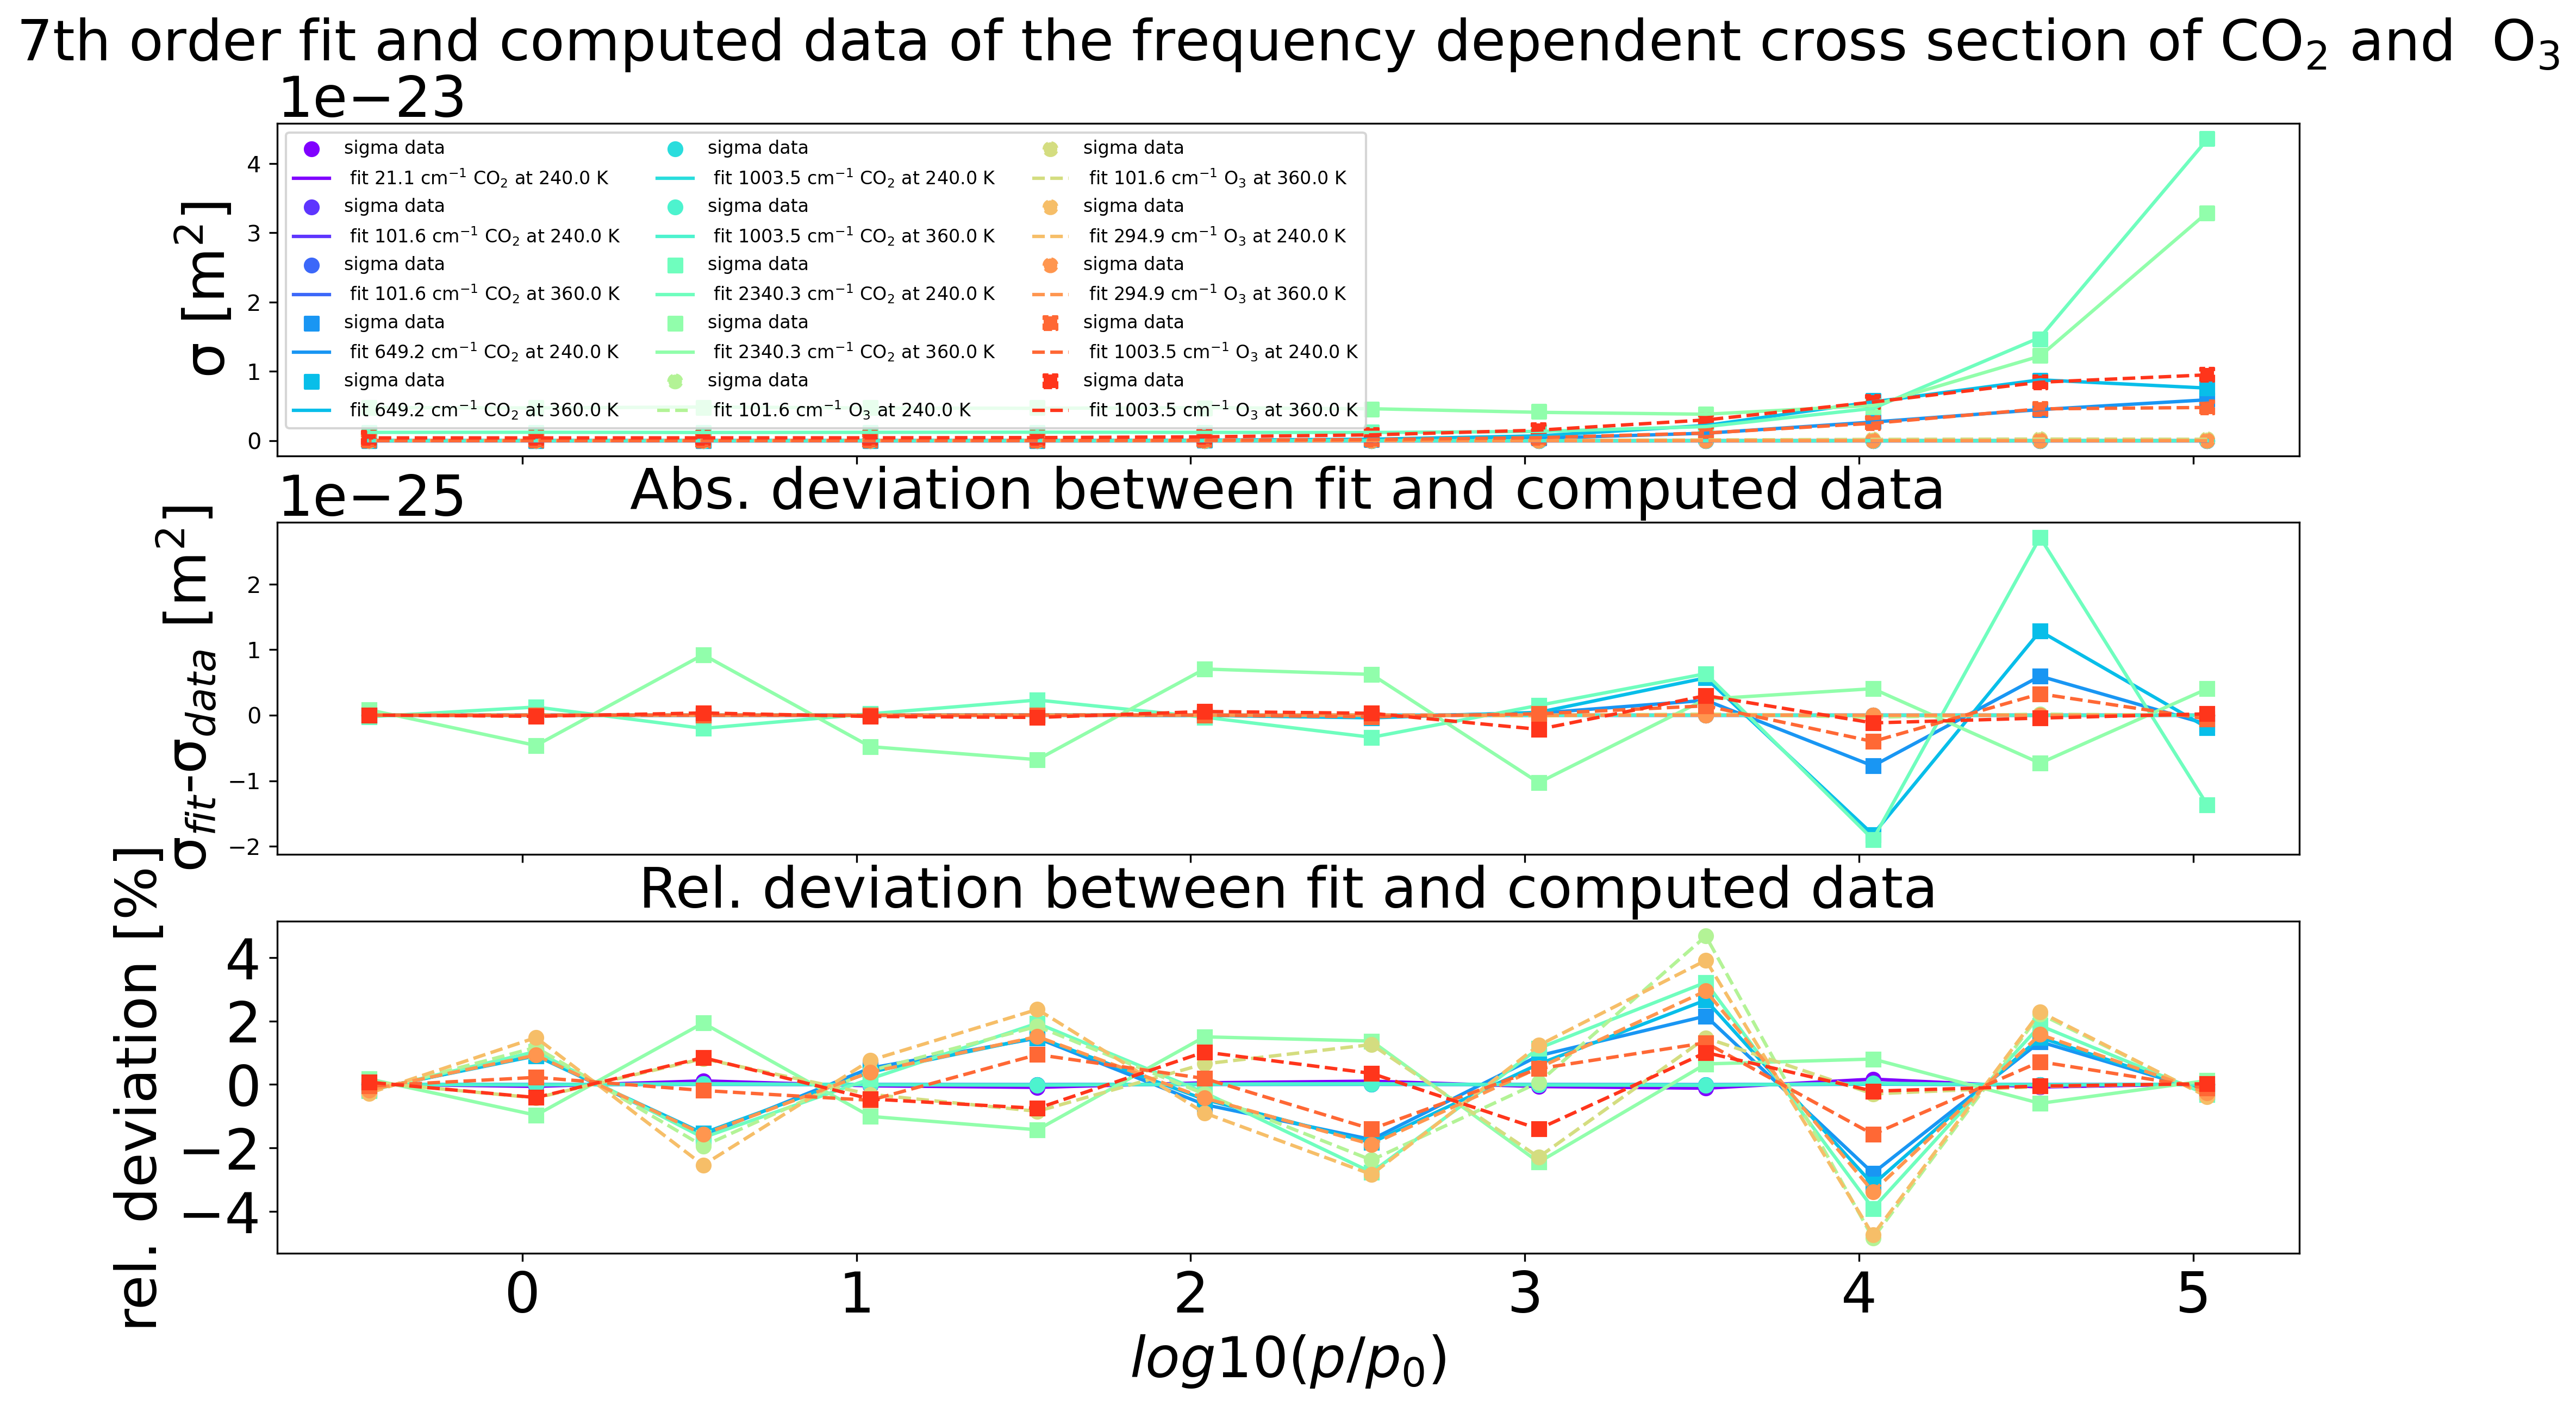 7th order fit and computed data of the frequency dependent cross section of CO₂ and  O₃
1e−23
σ [m²]
4
3
2
1
0
sigma data
fit 21.1 cm⁻¹ CO₂ at 240.0 K
sigma data
fit 101.6 cm⁻¹ CO₂ at 240.0 K
sigma data
fit 101.6 cm⁻¹ CO₂ at 360.0 K
sigma data
fit 649.2 cm⁻¹ CO₂ at 240.0 K
sigma data
fit 649.2 cm⁻¹ CO₂ at 360.0 K
sigma data
fit 1003.5 cm⁻¹ CO₂ at 240.0 K
sigma data
fit 1003.5 cm⁻¹ CO₂ at 360.0 K
sigma data
fit 2340.3 cm⁻¹ CO₂ at 240.0 K
sigma data
fit 2340.3 cm⁻¹ CO₂ at 360.0 K
sigma data
fit 101.6 cm⁻¹ O₃ at 240.0 K
sigma data
fit 101.6 cm⁻¹ O₃ at 360.0 K
sigma data
fit 294.9 cm⁻¹ O₃ at 240.0 K
sigma data
fit 294.9 cm⁻¹ O₃ at 360.0 K
sigma data
fit 1003.5 cm⁻¹ O₃ at 240.0 K
sigma data
fit 1003.5 cm⁻¹ O₃ at 360.0 K
Abs. deviation between fit and computed data
1e−25
σfit-σdata [m²]
2
1
0
−1
−2
Rel. deviation between fit and computed data
rel. deviation [%]
4
2
0
−2
−4
0 1 2 3 4 5
log10(p/p₀)